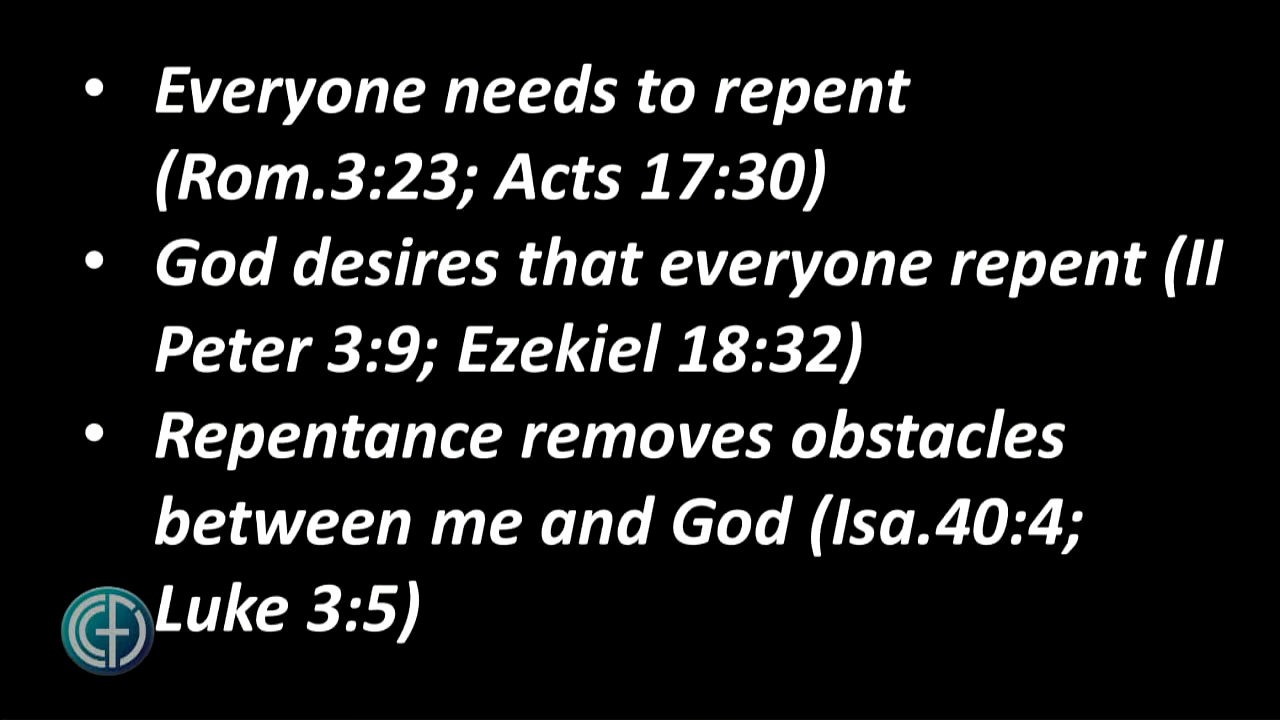 • Everyone needs to repent
(Rom.3:23; Acts 17:30)
• God desires that everyone repent (II
Peter 3:9; Ezekiel 18:32)
• Repentance removes obstacles
between me and God (Isa.40:4;
Luke 3:5)